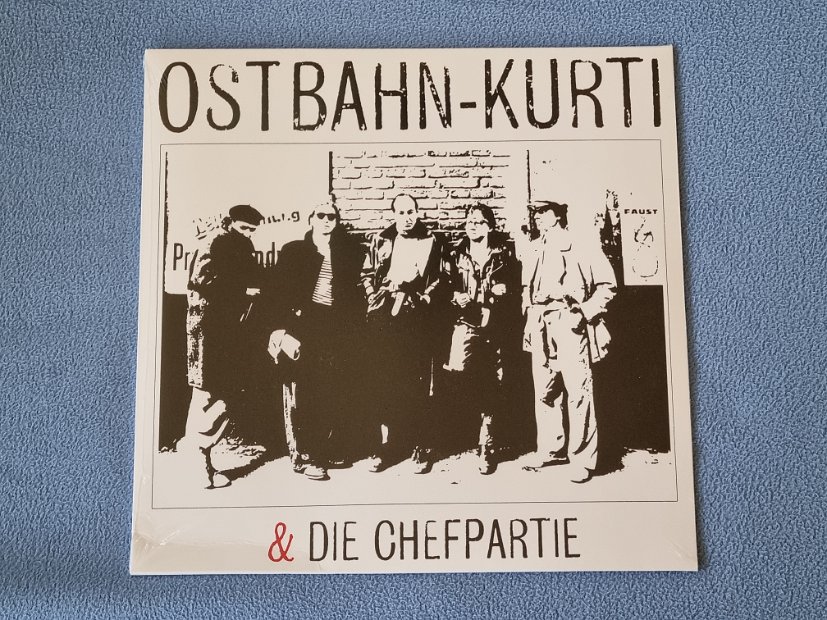 OSTBAHN-KURTI
FAUST
& DIE CHEFPARTIE